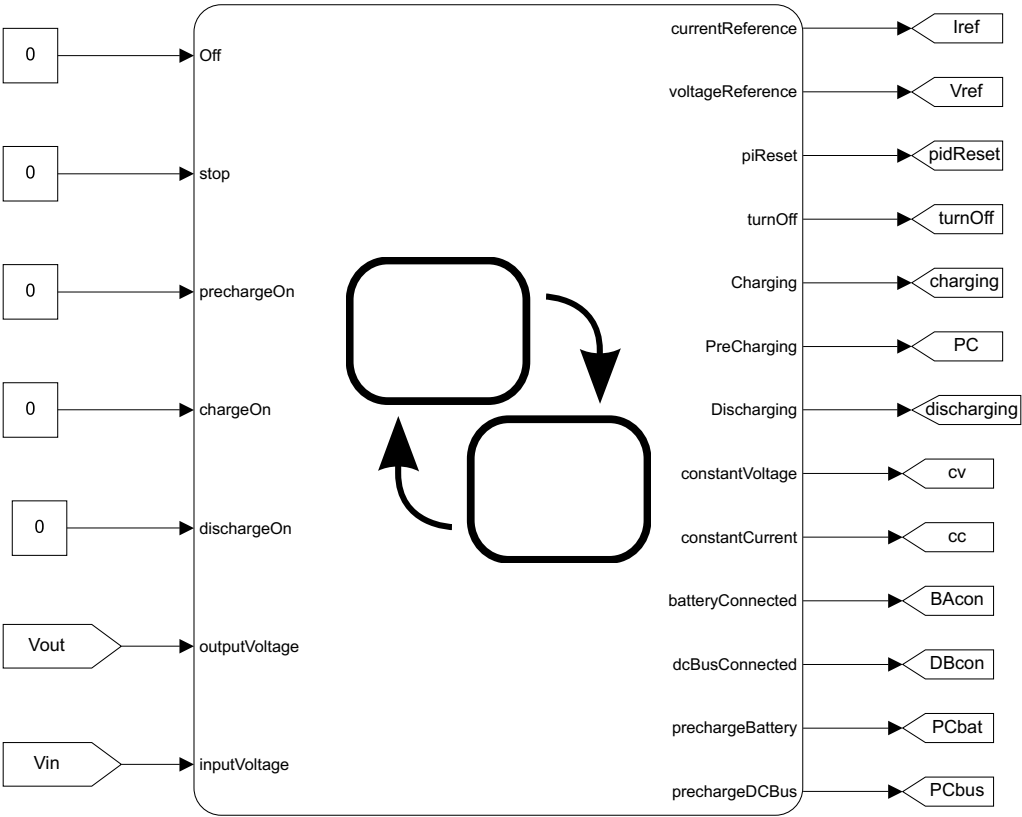 0
Off
0
stop
0
prechargeOn
0
chargeOn
0
dischargeOn
Vout
outputVoltage
Vin
inputVoltage
currentReference
Iref
voltageReference
Vref
piReset
pidReset
turnOff
turnOff
Charging
charging
PreCharging
PC
Discharging
discharging
constantVoltage
cv
constantCurrent
cc
batteryConnected
BAcon
dcBusConnected
DBcon
prechargeBattery
PCbat
prechargeDCBus
PCbus